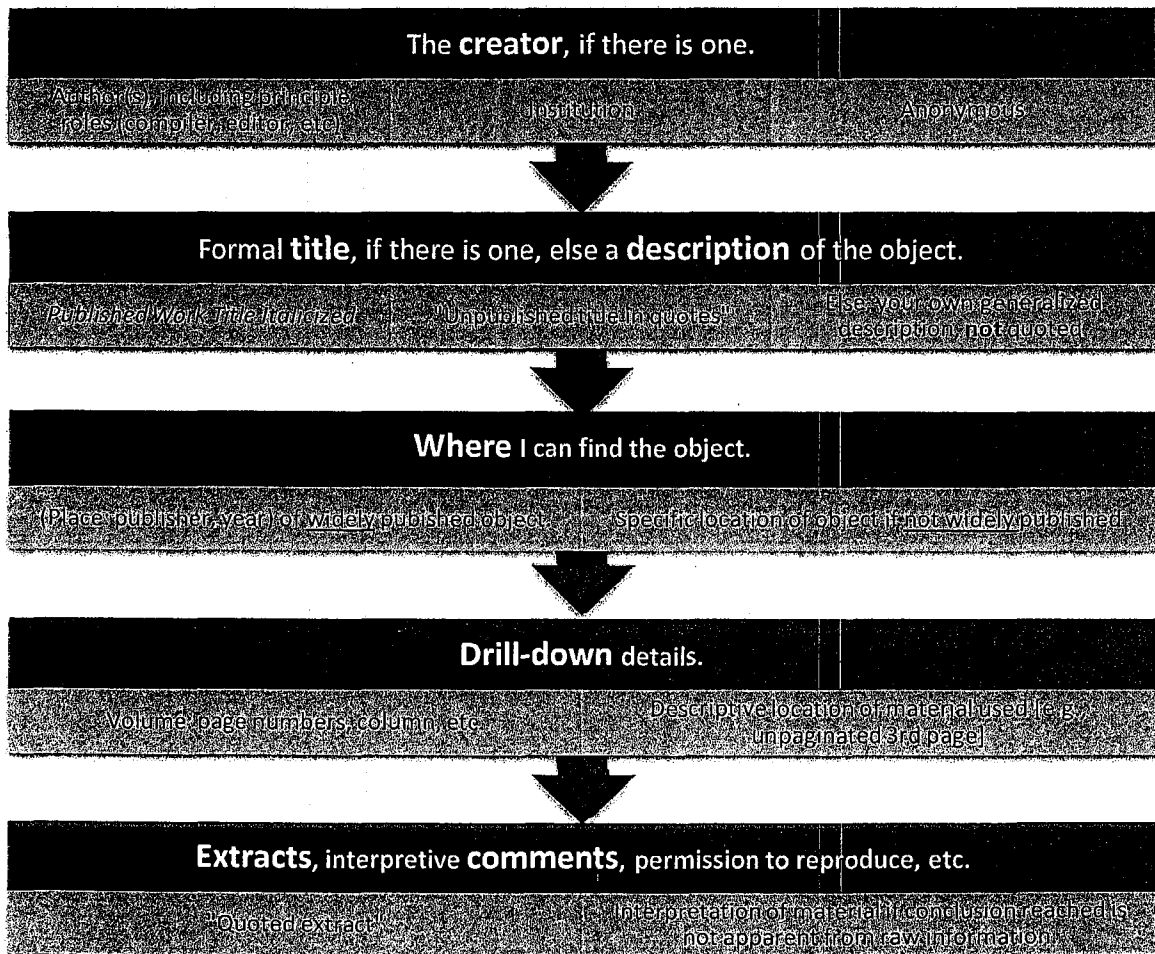 The creator, if there is one.
Author(s), including principle
roles (compiler, editor, etc)
Institution
Anonymous
Formal title, if there is one, else a description of the object.
Published Work Title Italicized
"Unpublished title in quotes"
Else, your own generalized
description, not quoted
Where I can find the object.
(Place: publisher, year) of widely pubished object.
Specific location of object if not widely published.
Drill-down details.
Volume, page numbers, column, etc
Descriptive location of material used [e.g.,
unpaginated 3rd page]
Extracts, interpretive comments, permission to reproduce, etc.
"Quoted extract"
Interpretation of material if conclusion reached is
not apparent from raw information.